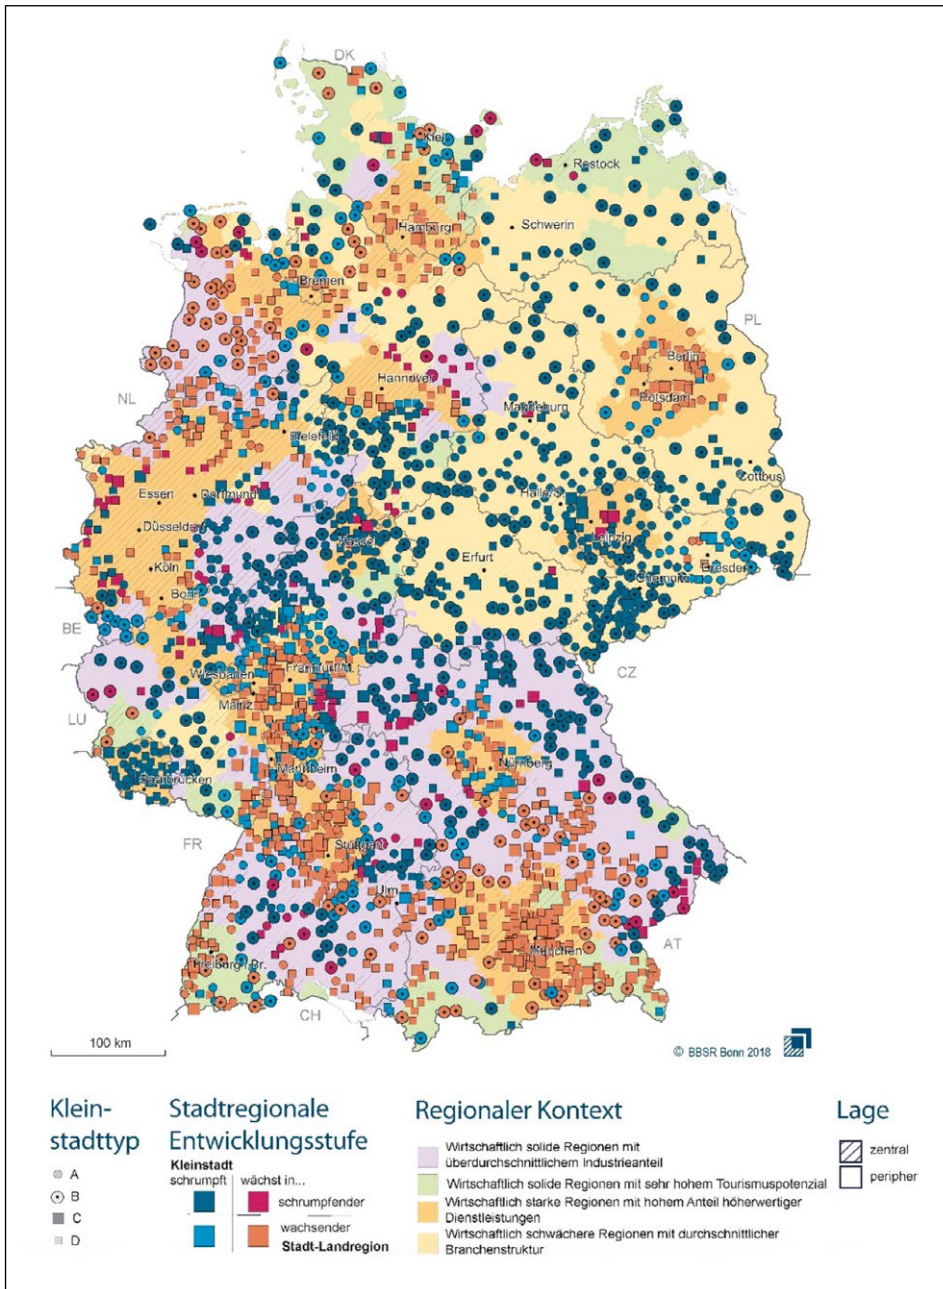 DK
Kiel
Rostock
Hamburg
Schwerin
Bremen
PL
Berlin
Hannover
Potsdam
NL
Magdeburg
Bielefeld
Cottbus
Essen
Dortmund
Halle/S.
Düsseldorf
Kassel
Leipzig
Köln
Erfurt
Dresden
Bonn
Chemnitz
BE
CZ
Wiesbaden
Frankfurt/M.
Mainz
LU
Nürnberg
Mannheim
Saarbrücken
FR
Stuttgart
Ulm
AT
München
Freiburg i.Br.
CH
100 km
© BBSR Bonn 2018
Klein-
stadttyp
A
B
C
D
Stadtregionale
Entwicklungsstufe
Kleinstadt
schrumpft
wächst in...
schrumpfender
wachsender
Stadt-Landregion
Regionaler Kontext
Wirtschaftlich solide Regionen mit
überdurchschnittlichem Industrieanteil
Wirtschaftlich solide Regionen mit sehr hohem Tourismuspotenzial
Wirtschaftlich starke Regionen mit hohem Anteil höherwertiger
Dienstleistungen
Wirtschaftlich schwächere Regionen mit durchschnittlicher
Branchenstruktur
Lage
zentral
peripher